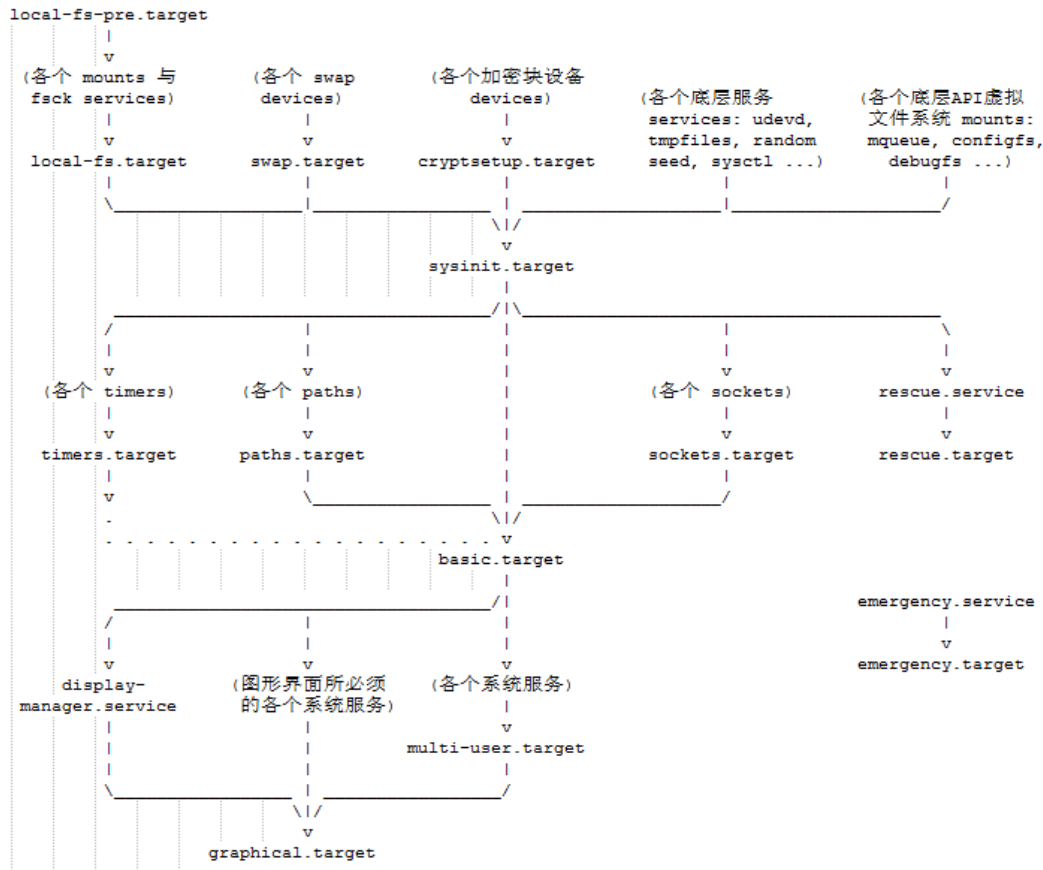 local-fs-pre.target
(各个 mounts 与
fsck services)
(各个 swap
devices)
(各个加密块设备
devices)
(各个底层服务
services: udevd,
tmpfiles, random
seed, sysctl ...)
(各个底层API虚拟
文件系统 mounts:
mqueue, configfs,
debugfs ...)
local-fs.target
swap.target
cryptsetup.target
sysinit.target
(各个 timers)
(各个 paths)
(各个 sockets)
rescue.service
timers.target
paths.target
sockets.target
rescue.target
basic.target
emergency.service
emergency.target
display-
manager.service
(图形界面所必须
的各个系统服务)
(各个系统服务)
multi-user.target
graphical.target